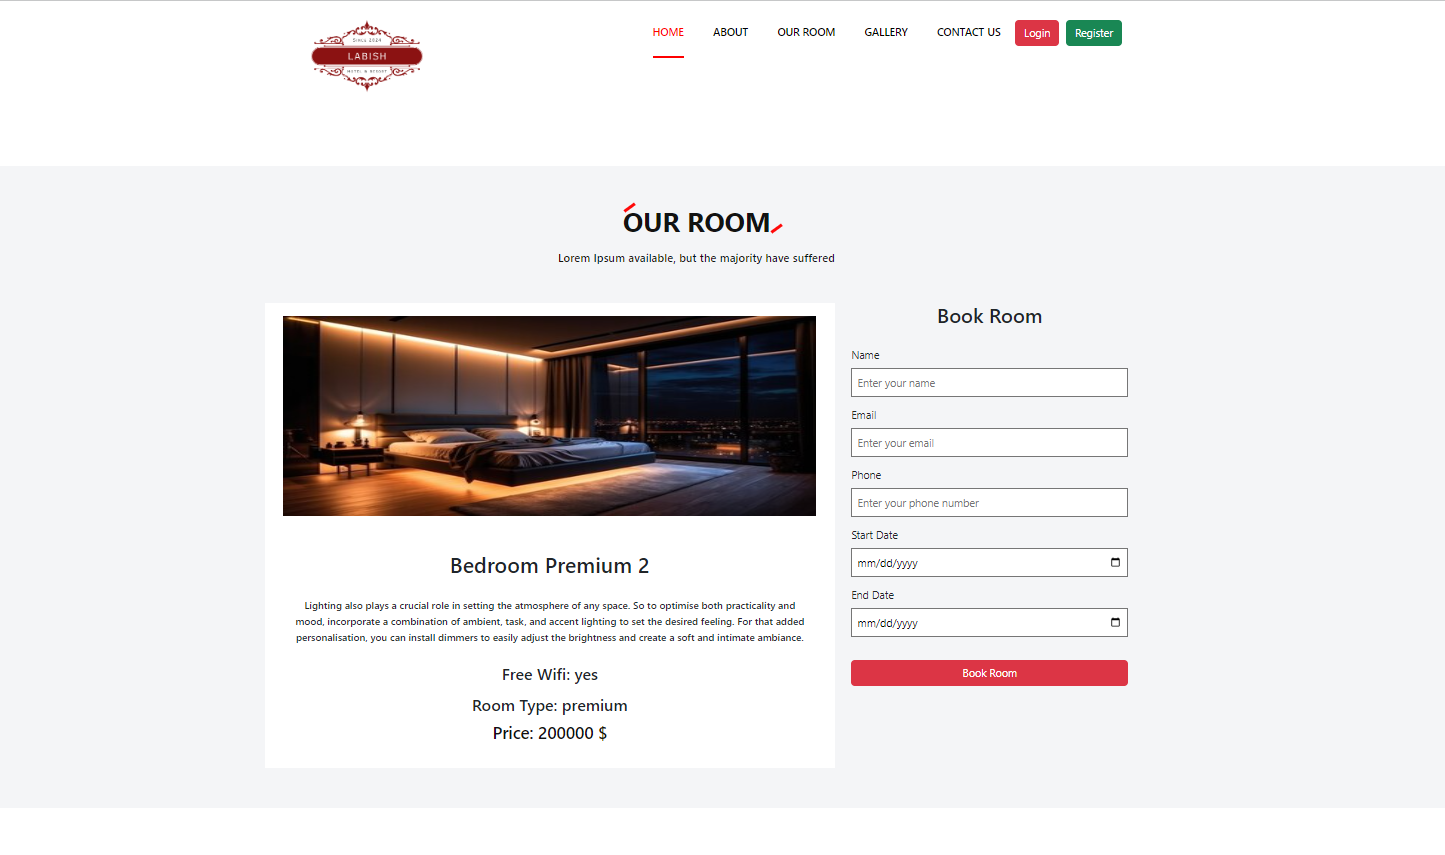 SINCE 2024
LABISH
HOTEL & RESORT
HOME
ABOUT
OUR ROOM
GALLERY
CONTACT US
Login
Register
OUR ROOM
Lorem Ipsum available, but the majority have suffered
Bedroom Premium 2
Lighting also plays a crucial role in setting the atmosphere of any space. So to optimise both practicality and
mood, incorporate a combination of ambient, task, and accent lighting to set the desired feeling. For that added
personalisation, you can install dimmers to easily adjust the brightness and create a soft and intimate ambiance.
Free Wifi: yes
Room Type: premium
Price: 200000 $
Book Room
Name
Enter your name
Email
Enter your email
Phone
Enter your phone number
Start Date
mm/dd/yyyy
End Date
mm/dd/yyyy
Book Room